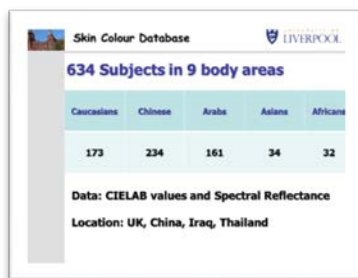 Skin Colour Database
LIVERPOOL
634 Subjects in 9 body areas
Caucasians Chinese Arabs Asians Africans
173 234 161 34 32
Data: CIELAB values and Spectral Reflectance
Location: UK, China, Iraq, Thailand